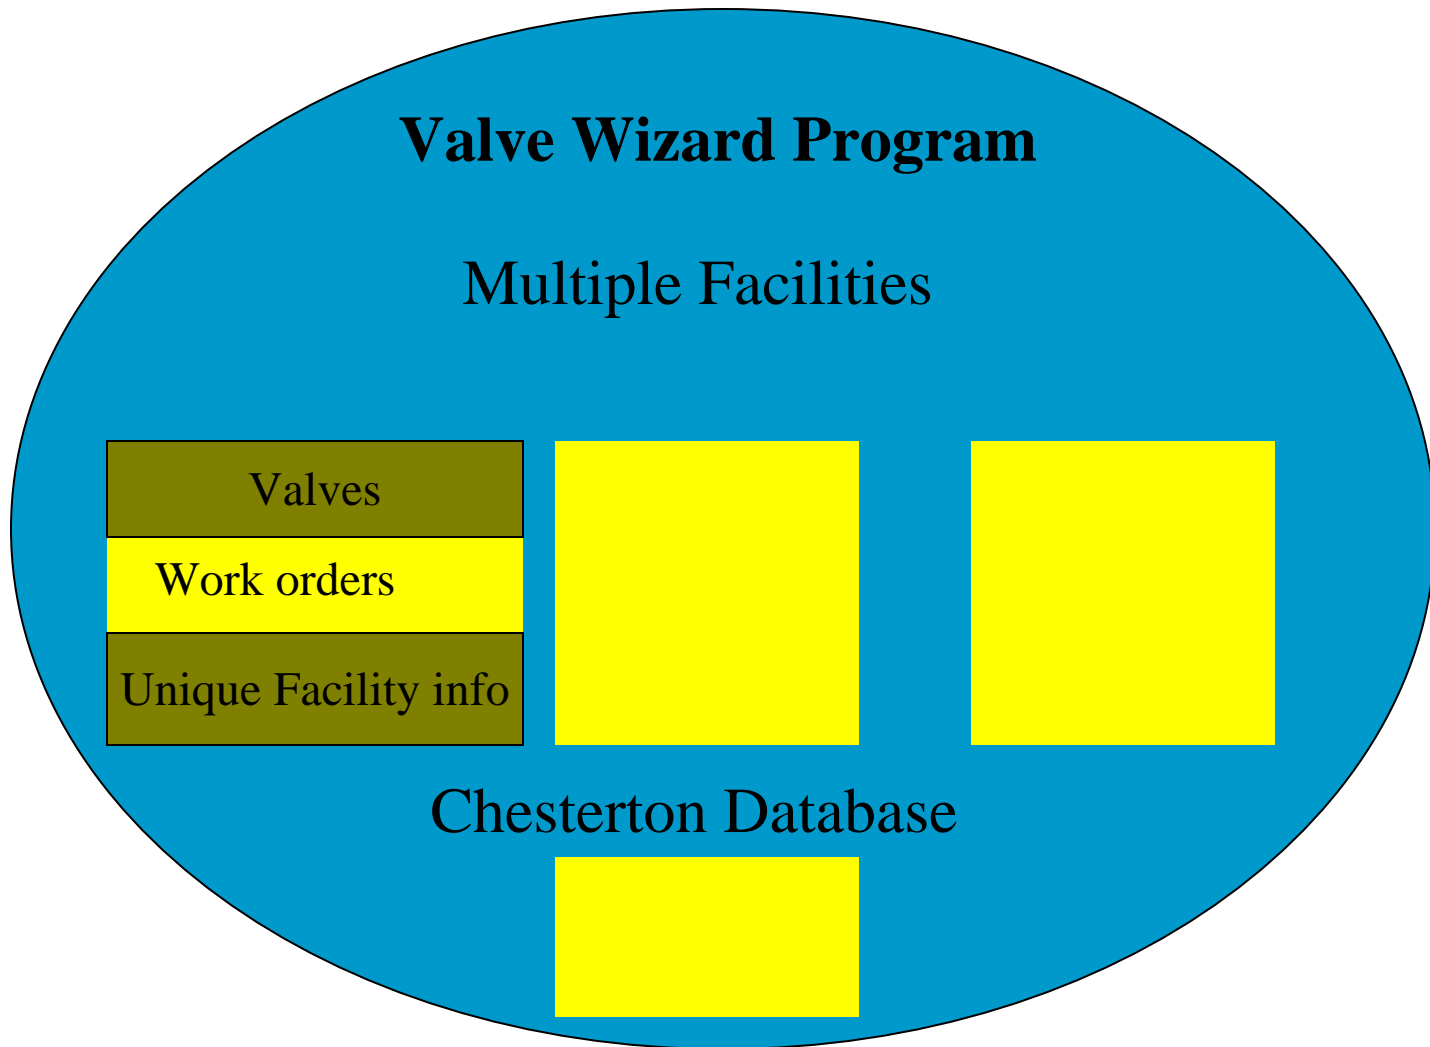 Valve Wizard Program
Multiple Facilities
Valves
Work orders
Unique Facility info
Chesterton Database